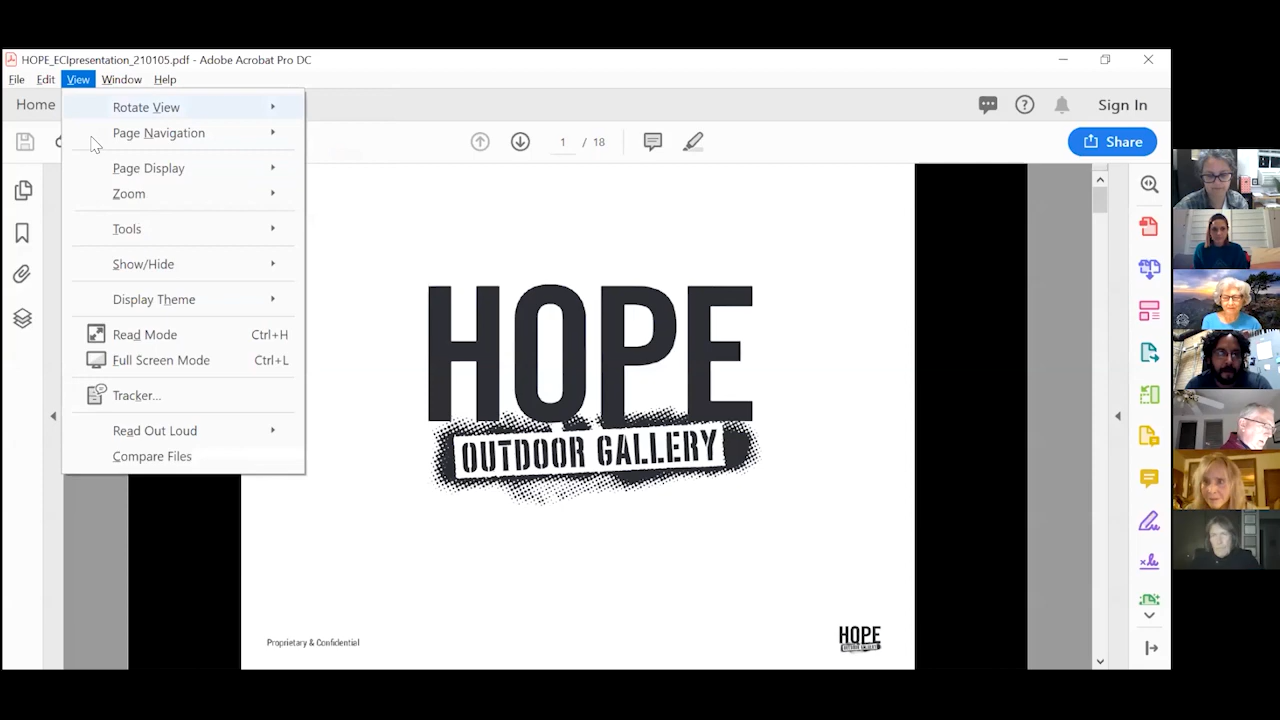 HOPE_ECIpresentation_210105.pdf - Adobe Acrobat Pro DC
File Edit View Window Help
Home
Sign In
1 / 18
Share
Rotate View
Page Navigation
Page Display
Zoom
Tools
Show/Hide
Display Theme
Read Mode Ctrl+H
Full Screen Mode Ctrl+L
Tracker...
Read Out Loud
Compare Files
HOPE
OUTDOOR GALLERY
Proprietary & Confidential
HOPE
OUTDOOR GALLERY